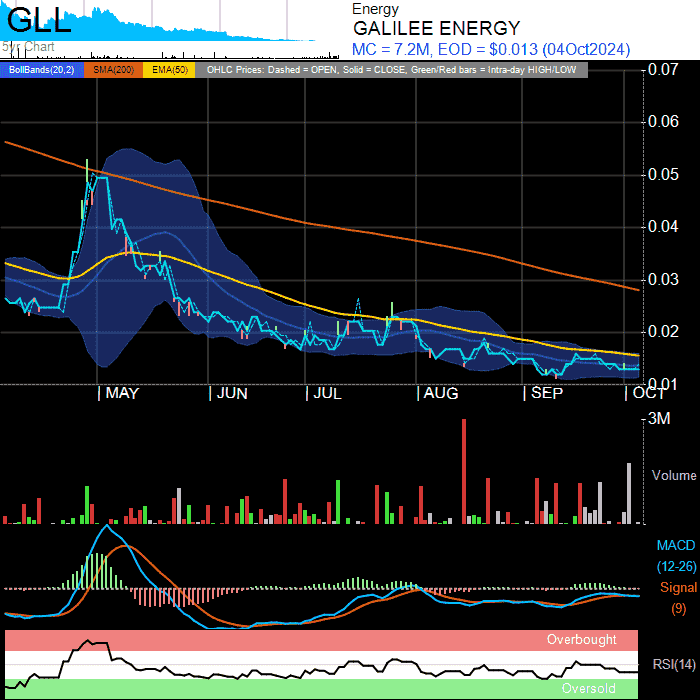 GLL
5yr Chart
Energy
GALILEE ENERGY
MC = 7.2M, EOD = $0.013 (04Oct2024)
BollBands(20,2) SMA(200) EMA(50) OHLC Prices: Dashed = OPEN, Solid = CLOSE, Green/Red bars = Intra-day HIGH/LOW
0.07
0.06
0.05
0.04
0.03
0.02
0.01
MAY JUN JUL AUG SEP OCT
3M
Volume
MACD
(12-26)
Signal
(9)
Overbought
RSI(14)
Oversold